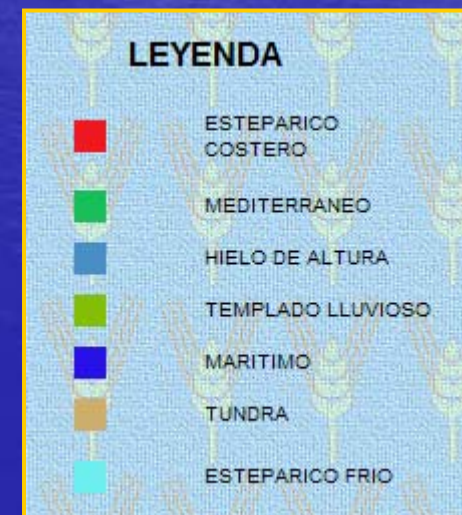 LEYENDA
ESTEPARICO
COSTERO
MEDITERRANEO
HIELO DE ALTURA
TEMPLADO LLUVIOSO
MARITIMO
TUNDRA
ESTEPARICO FRIO